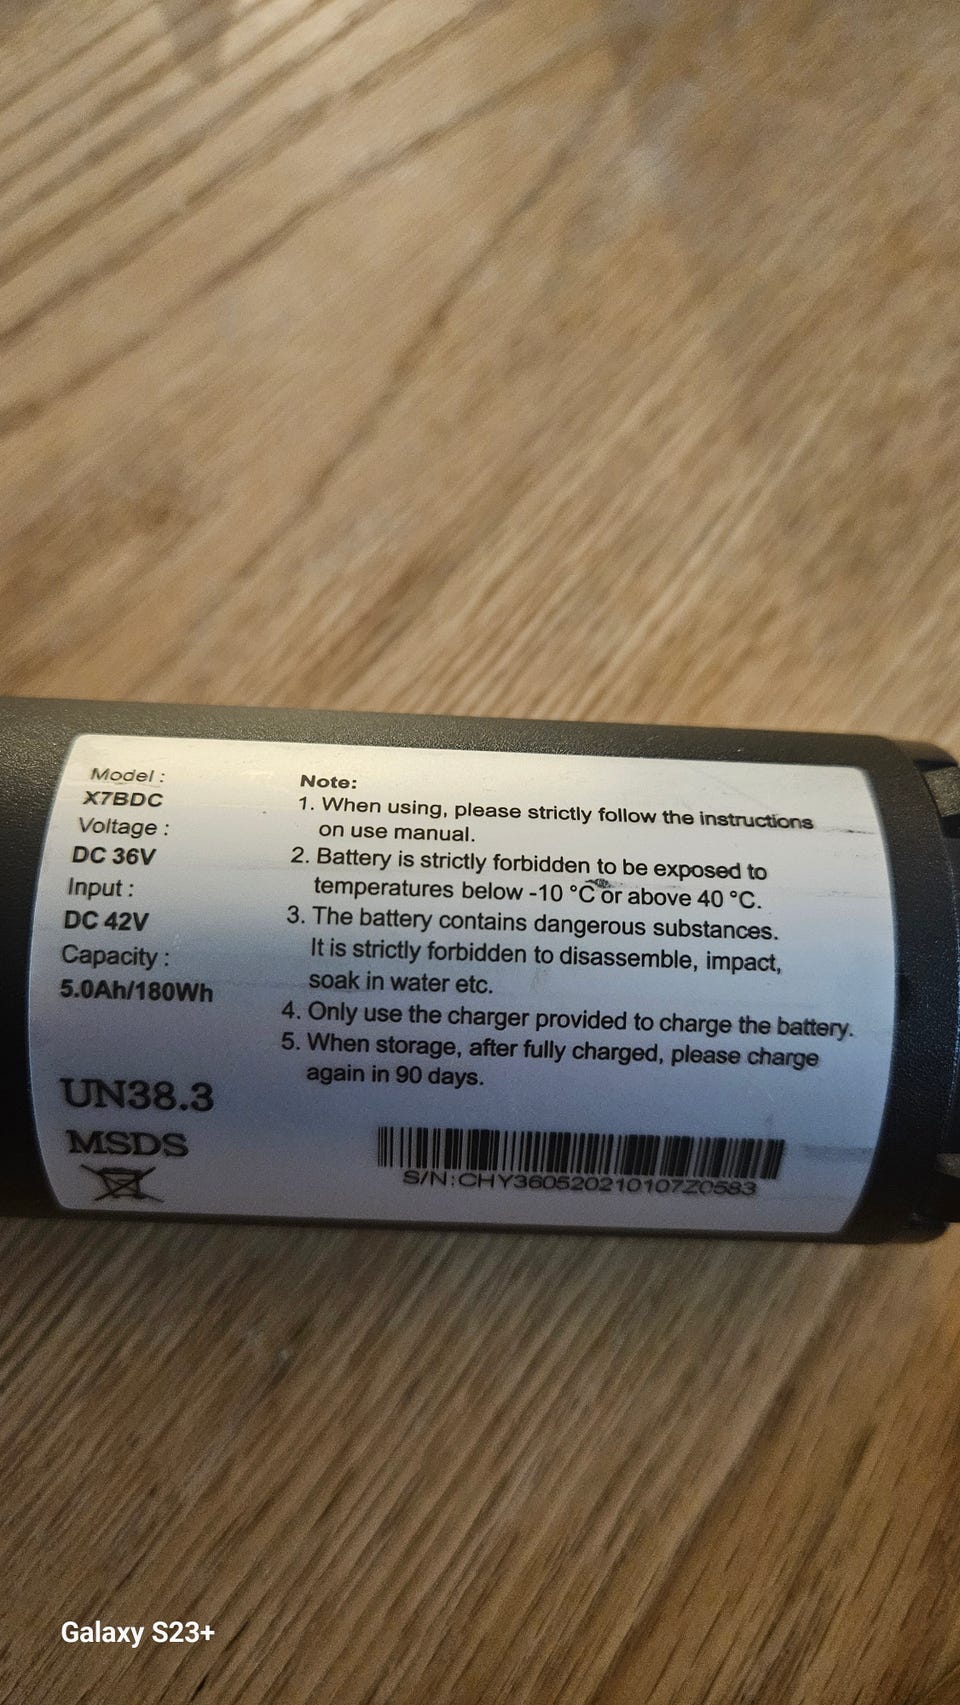 Model :
X7BDC
Voltage :
DC 36V
Input :
DC 42V
Capacity :
5.0Ah/180Wh
UN38.3
MSDS
Note:
1. When using, please strictly follow the instructions
on use manual.
2. Battery is strictly forbidden to be exposed to
temperatures below -10 °C or above 40 °C.
3. The battery contains dangerous substances.
It is strictly forbidden to disassemble, impact,
soak in water etc.
4. Only use the charger provided to charge the battery.
5. When storage, after fully charged, please charge
again in 90 days.
S/N:CHY360520210107Z0583
Galaxy S23+